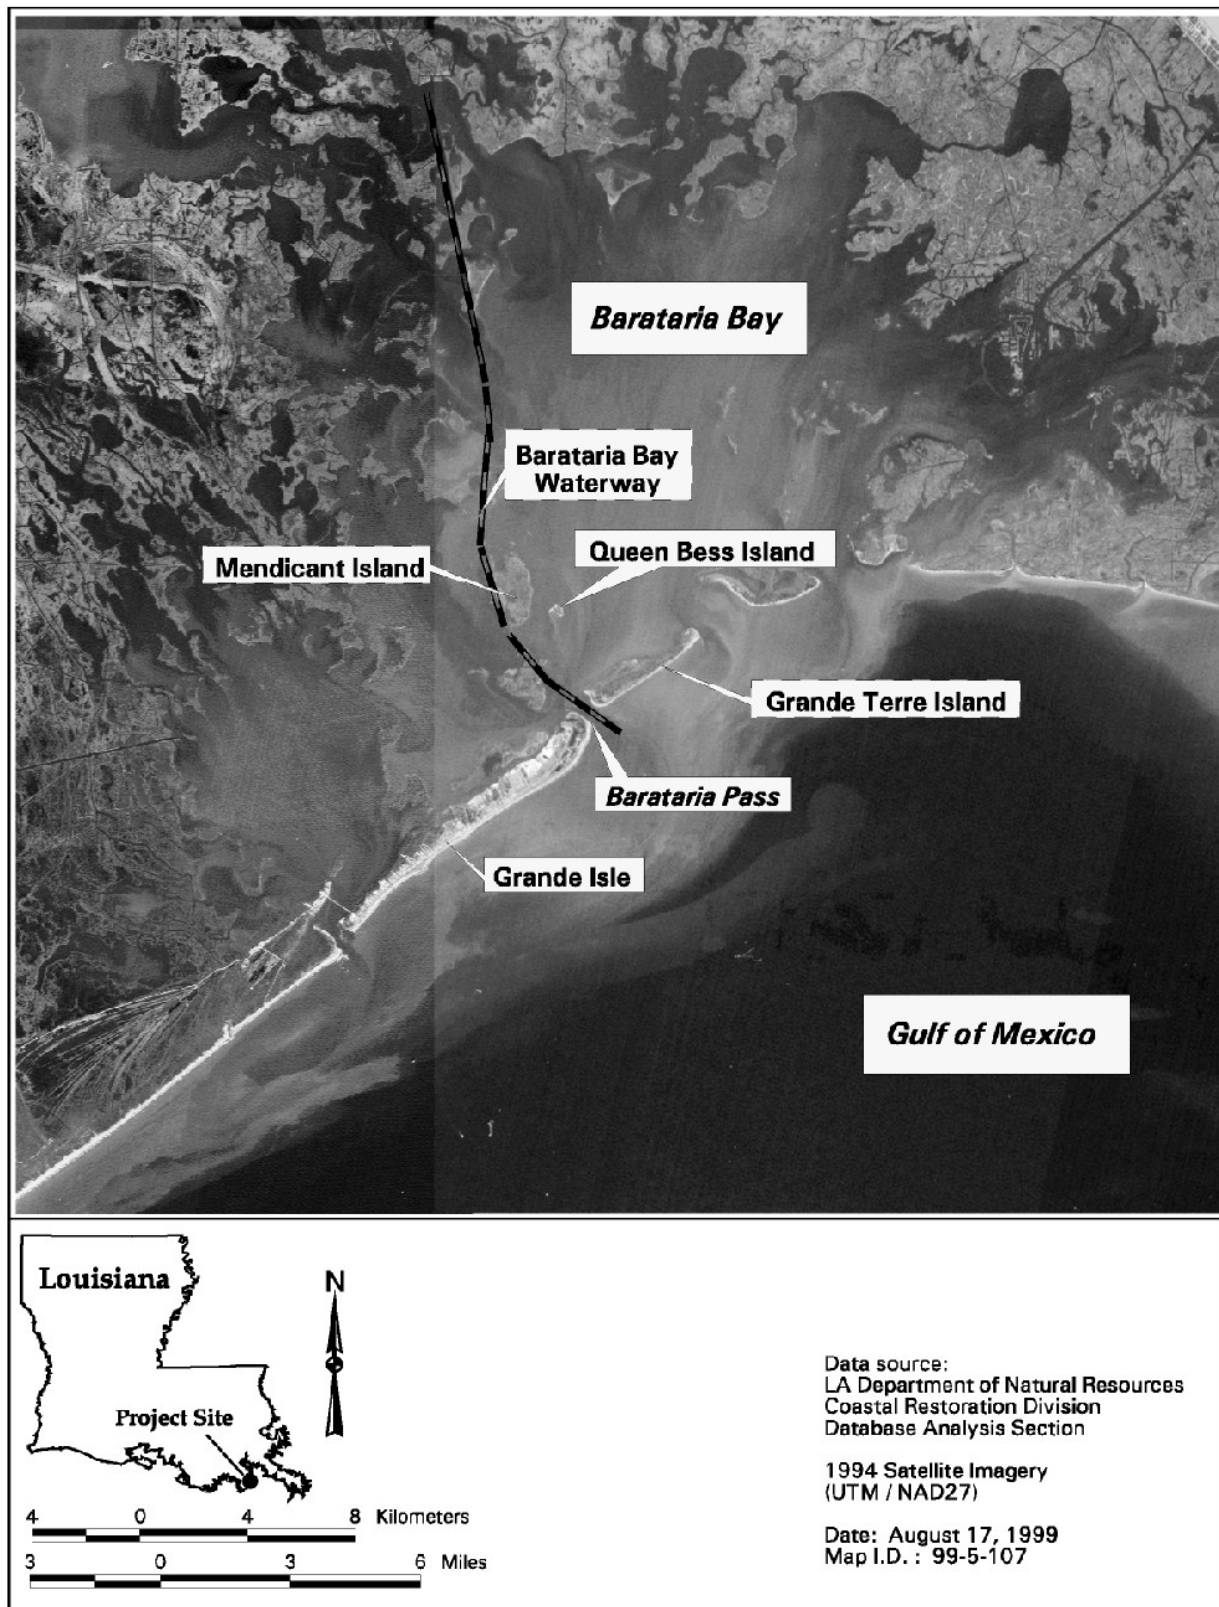 Barataria Bay
Barataria Bay
Waterway
Queen Bess Island
Mendicant Island
Grande Terre Island
Barataria Pass
Grande Isle
Gulf of Mexico
Louisiana
N
Project Site
4 0 4 8 Kilometers
3 0 3 6 Miles
Data source:
LA Department of Natural Resources
Coastal Restoration Division
Database Analysis Section
1994 Satellite Imagery
(UTM / NAD27)
Date: August 17, 1999
Map I.D. : 99-5-107